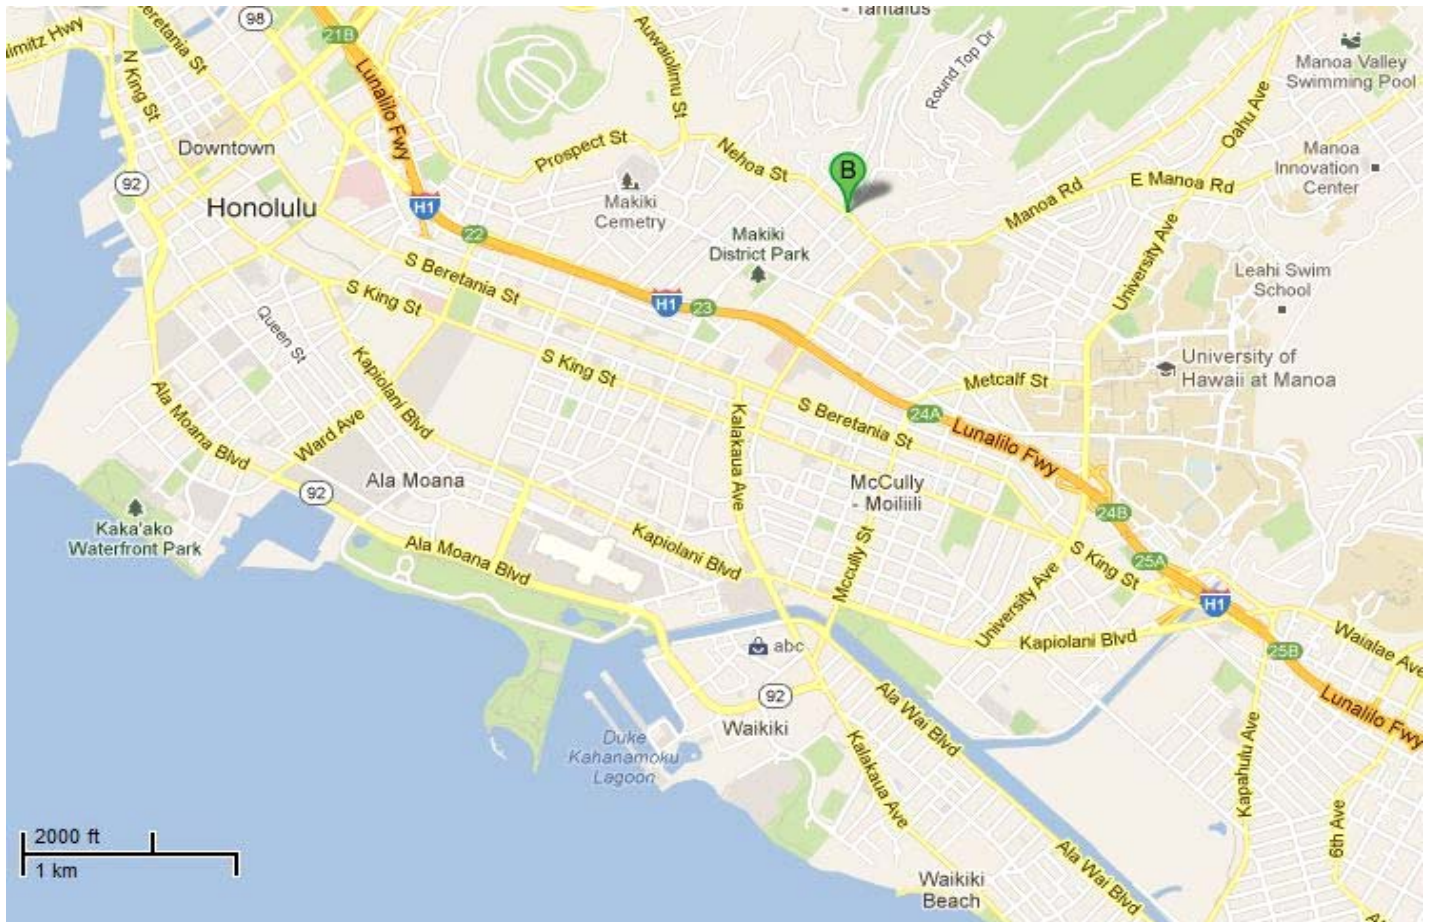 98
- Tantalus
21B
N King St
Beretania St
Lunalilo Fwy
Auwaiolimu St
Round Top Dr
Manoa Valley
Swimming Pool
Oahu Ave
Downtown
Prospect St
Nehoa St
B
Manoa
Innovation
Center
92
Honolulu
H1
Makiki
Cemetry
Manoa Rd
E Manoa Rd
22
Makiki
District Park
University Ave
S Beretania St
Leahi Swim
School
S King St
H1
23
Queen St
Kapiolani Blvd
S King St
University of
Hawaii at Manoa
Metcalf St
Ala Moana Blvd
Ward Ave
Kalakaua Ave
S Beretania St
24A
Lunalilo Fwy
Ala Moana
92
McCully
- Moiliili
24B
Kaka'ako
Waterfront Park
Ala Moana Blvd
Kapiolani Blvd
Mccully St
S King St
25A
University Ave
H1
Kapiolani Blvd
25B
Waialae Ave
abc
92
Waikiki
Ala Wai Blvd
Lunalilo Fwy
Duke
Kahanamoku
Lagoon
Kalakaua Ave
Kapahulu Ave
6th Ave
2000 ft
1 km
Waikiki
Beach
Ala Wai Blvd